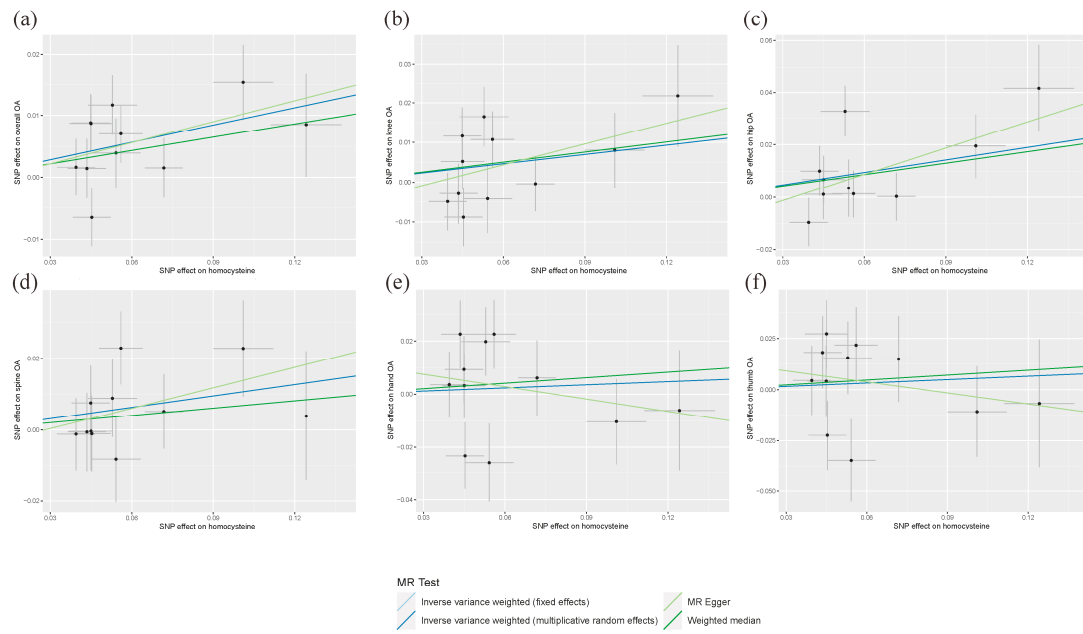 (a)
(b)
(c)
SNP effect on overall OA
0.02
0.01
0.00
−0.01
0.03
0.06
0.09
0.12
SNP effect on homocysteine
SNP effect on knee OA
0.03
0.02
0.01
0.00
−0.01
0.03
0.06
0.09
0.12
SNP effect on homocysteine
SNP effect on hip OA
0.06
0.04
0.02
0.00
−0.02
0.03
0.06
0.09
0.12
SNP effect on homocysteine
(d)
(e)
(f)
SNP effect on spine OA
0.02
0.00
−0.02
0.03
0.06
0.09
0.12
SNP effect on homocysteine
SNP effect on hand OA
0.02
0.00
−0.02
−0.04
0.03
0.06
0.09
0.12
SNP effect on homocysteine
SNP effect on thumb OA
0.025
0.000
−0.025
−0.050
0.03
0.06
0.09
0.12
SNP effect on homocysteine
MR Test
Inverse variance weighted (fixed effects)
MR Egger
Inverse variance weighted (multiplicative random effects)
Weighted median